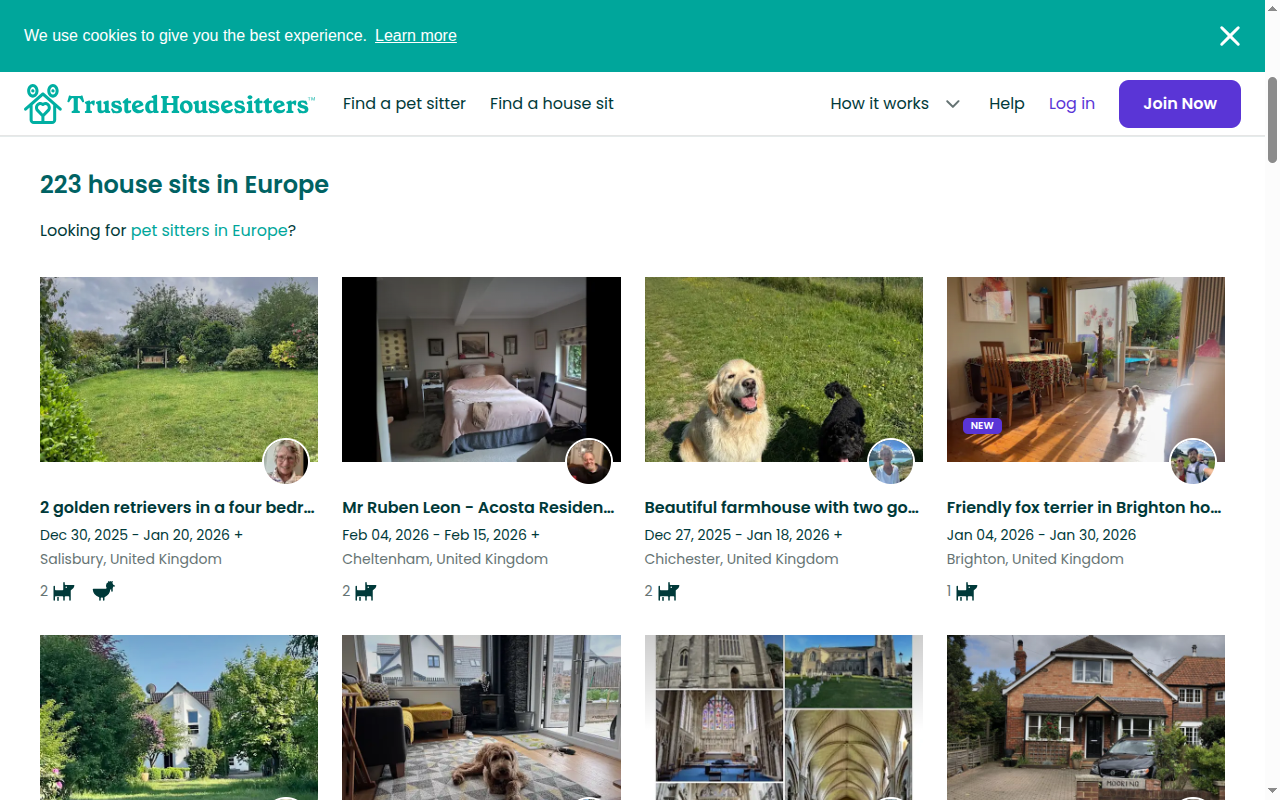 We use cookies to give you the best experience. Learn more
TrustedHousesitters™
Find a pet sitter
Find a house sit
How it works
Help
Log in
Join Now
223 house sits in Europe
Looking for pet sitters in Europe?
NEW
2 golden retrievers in a four bedr...
Dec 30, 2025 - Jan 20, 2026 +
Salisbury, United Kingdom
2
Mr Ruben Leon - Acosta Residen...
Feb 04, 2026 - Feb 15, 2026 +
Cheltenham, United Kingdom
2
Beautiful farmhouse with two go...
Dec 27, 2025 - Jan 18, 2026 +
Chichester, United Kingdom
2
Friendly fox terrier in Brighton ho...
Jan 04, 2026 - Jan 30, 2026
Brighton, United Kingdom
1